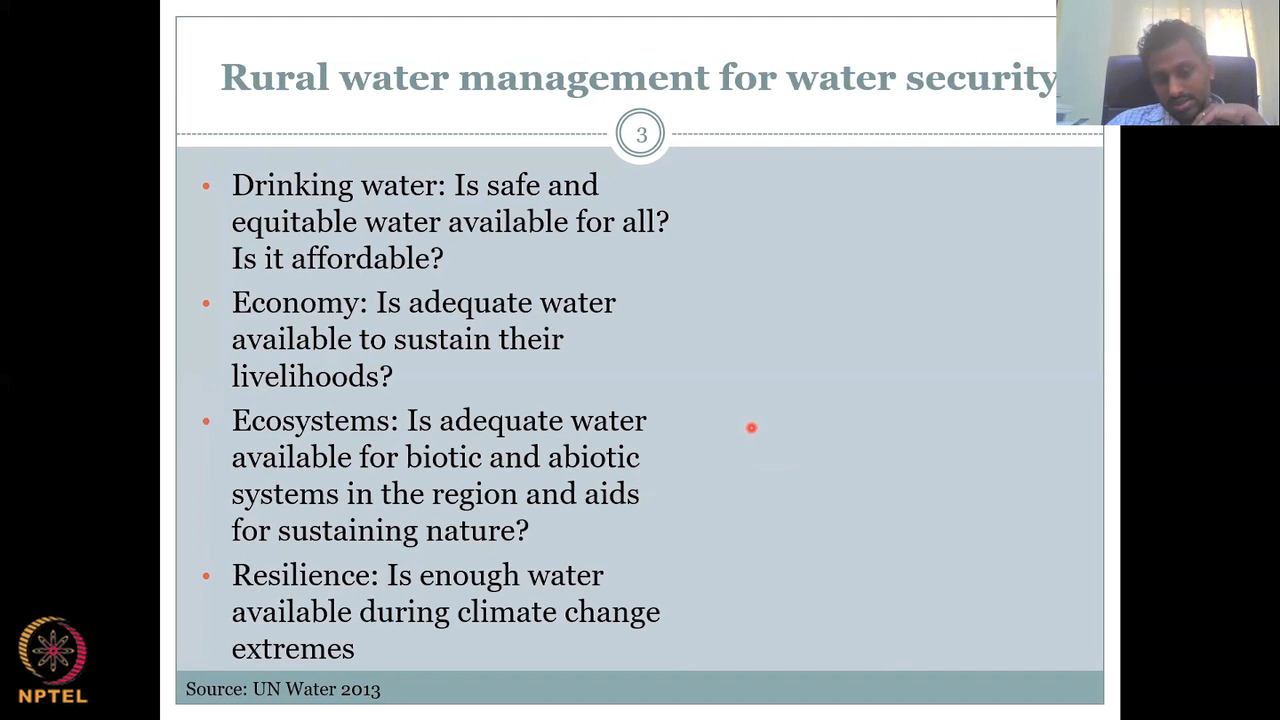 Rural water management for water security
3
• Drinking water: Is safe and
equitable water available for all?
Is it affordable?
• Economy: Is adequate water
available to sustain their
livelihoods?
• Ecosystems: Is adequate water
available for biotic and abiotic
systems in the region and aids
for sustaining nature?
• Resilience: Is enough water
available during climate change
extremes
Source: UN Water 2013
NPTEL